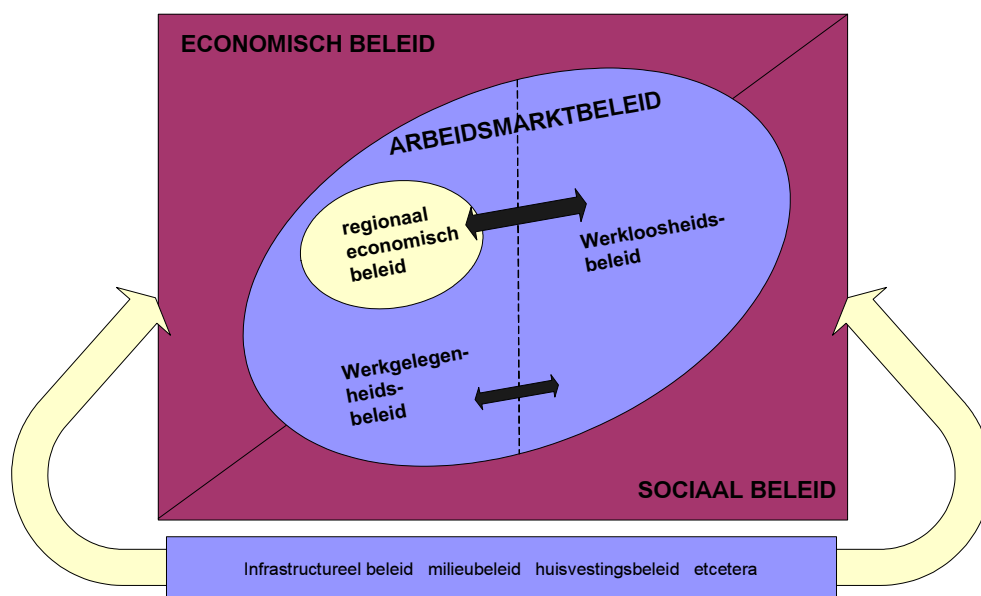 ECONOMISCH BELEID
ARBEIDSMARKTBELEID
regionaal
economisch
beleid
Werkloosheids-
beleid
Werkgelegen-
heids-
beleid
SOCIAAL BELEID
Infrastructureel beleid milieubeleid huisvestingsbeleid etcetera